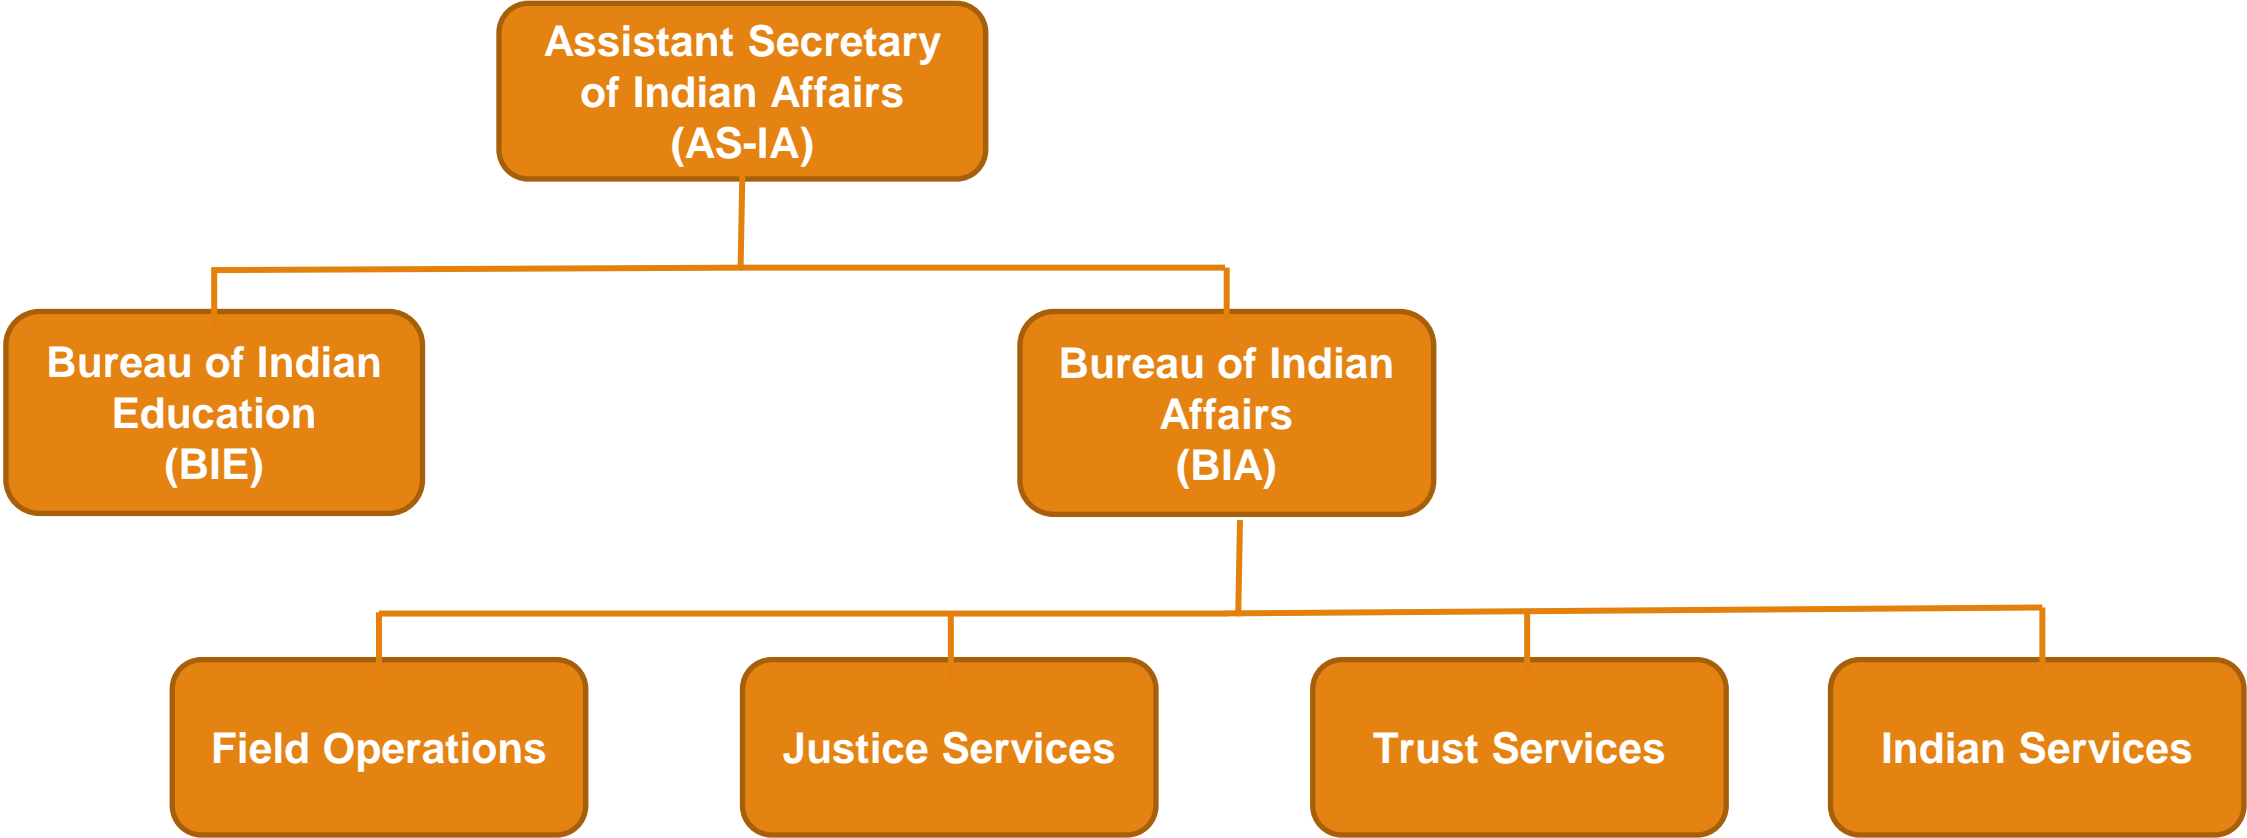 Assistant Secretary
of Indian Affairs
(AS-IA)
Bureau of Indian
Education
(BIE)
Bureau of Indian
Affairs
(BIA)
Field Operations
Justice Services
Trust Services
Indian Services